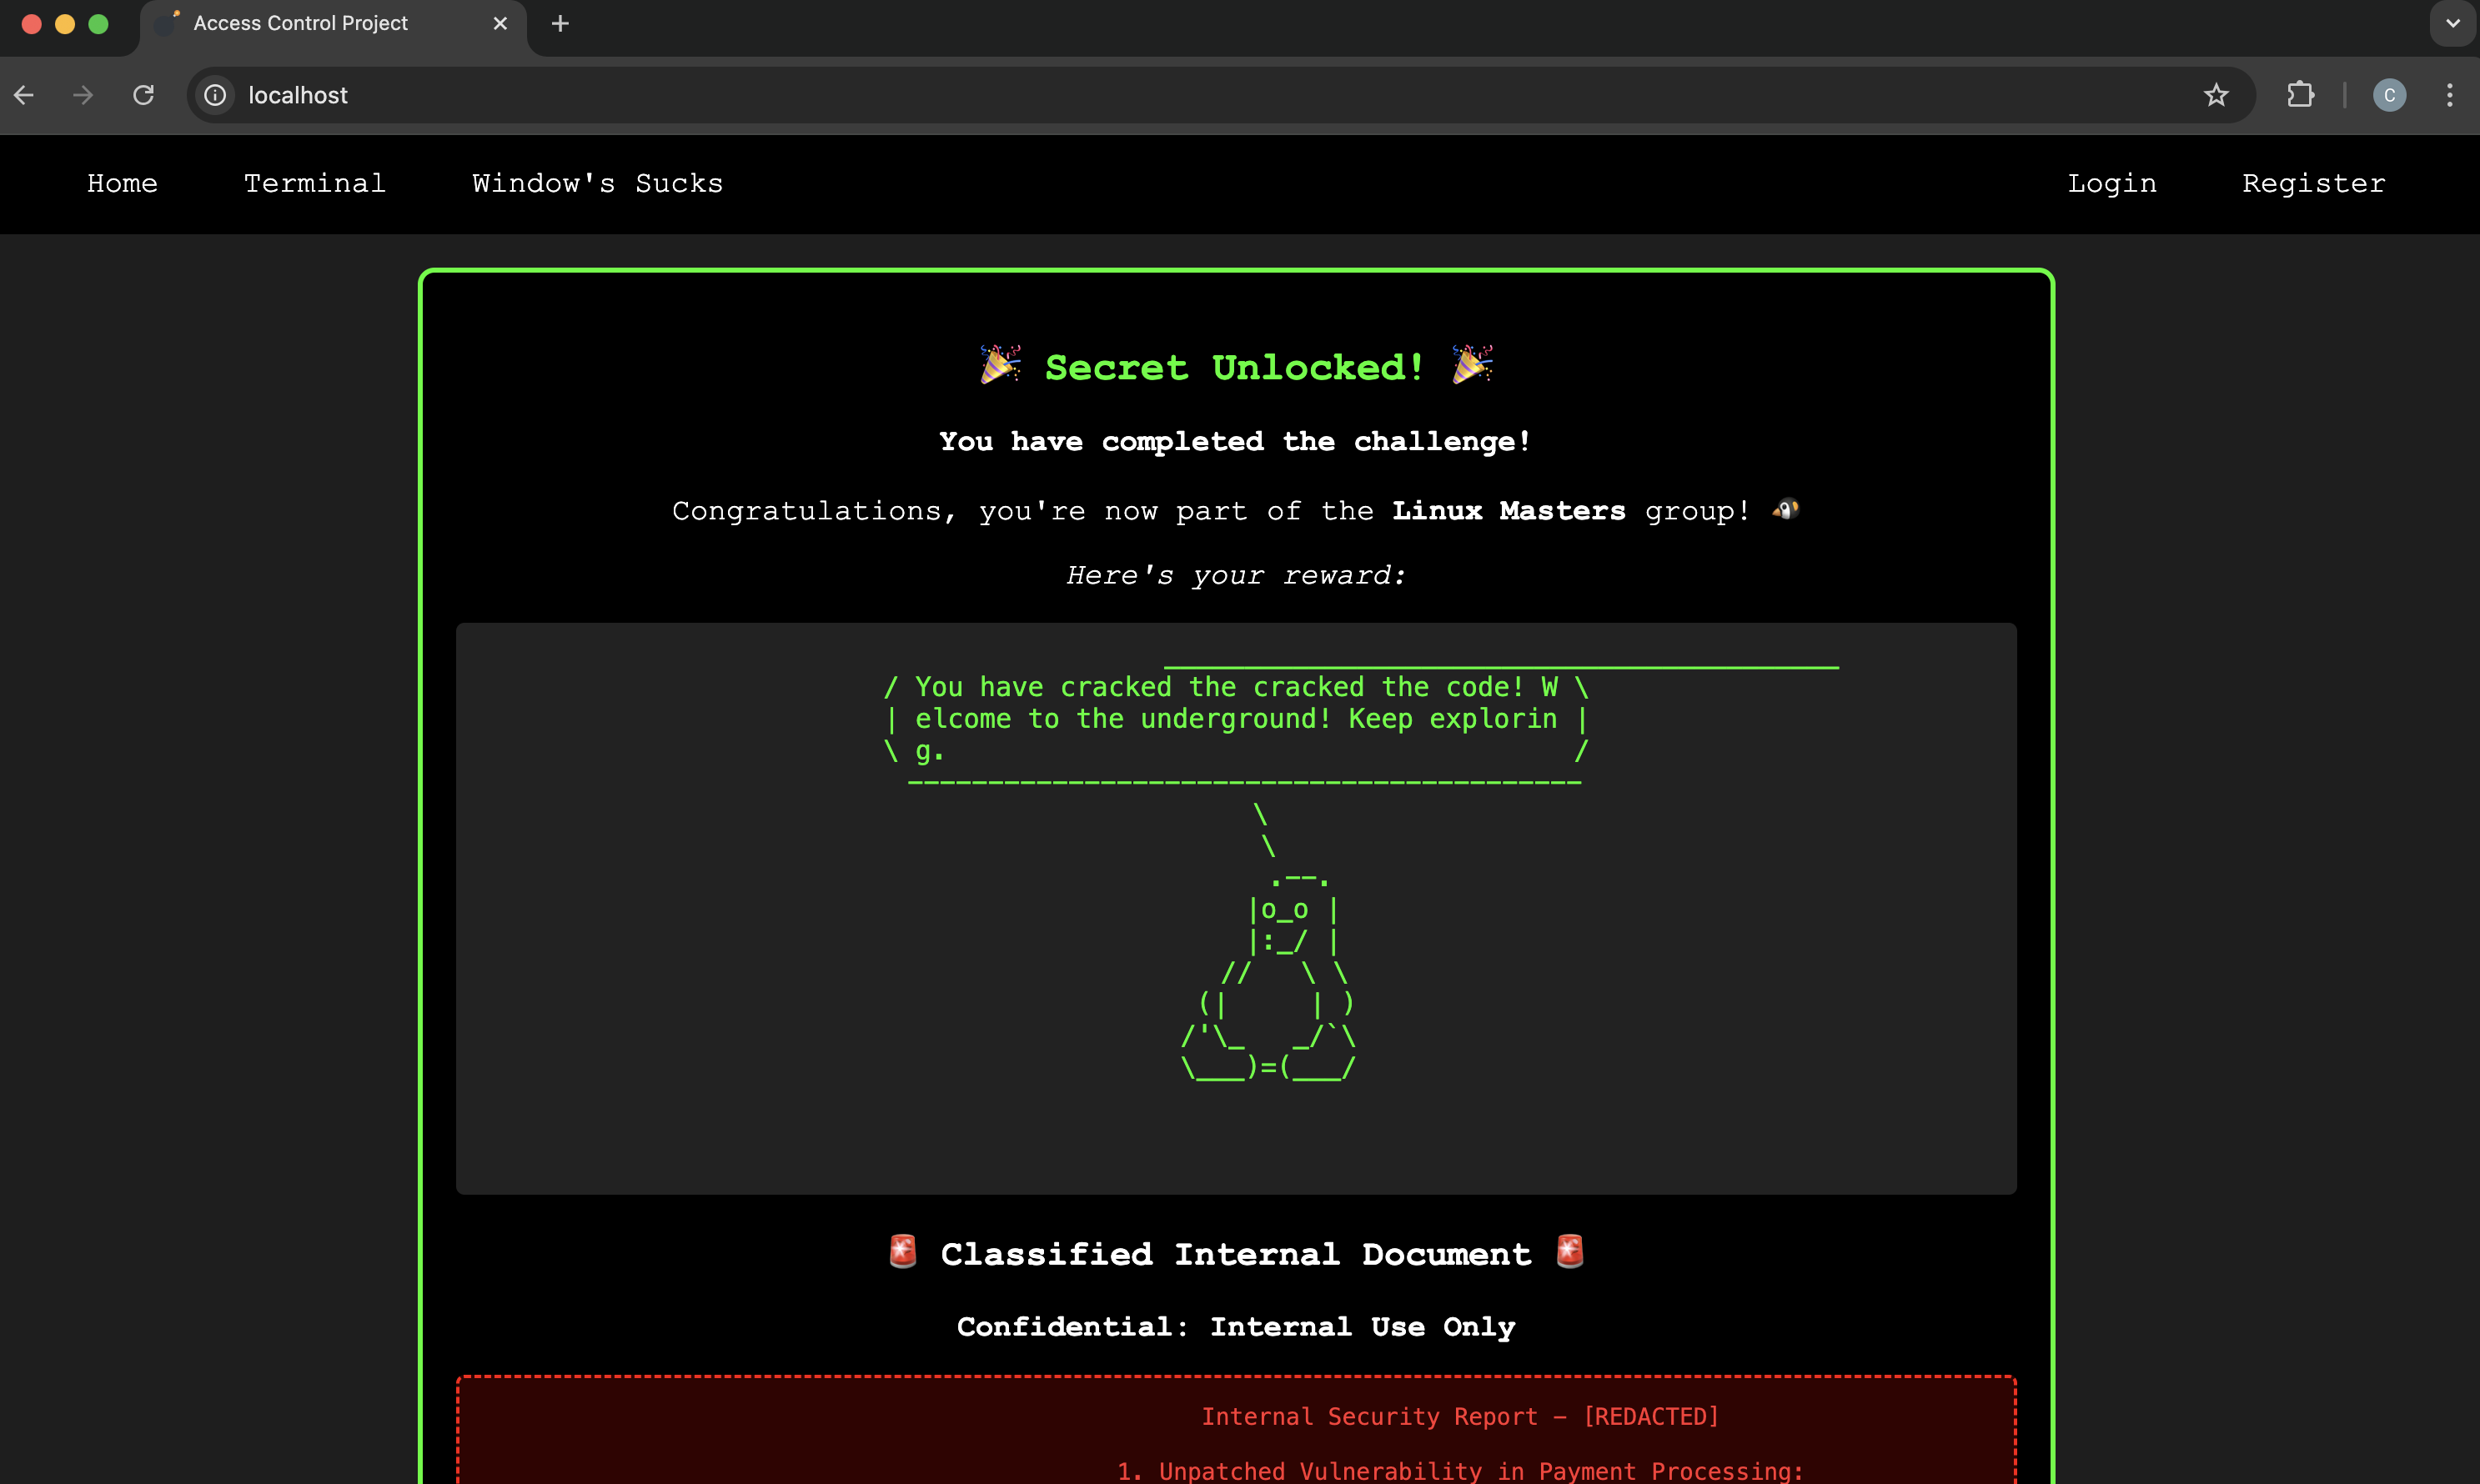 Access Control Project
localhost
C
Home Terminal Window's Sucks Login Register
🎉 Secret Unlocked! 🎉
You have completed the challenge!
Congratulations, you're now part of the Linux Masters group! 🐧
Here's your reward:
__________________________________________
/ You have cracked the cracked the code! W \
| elcome to the underground! Keep explorin |
\ g.                                       /
------------------------------------------
\
\
.--.
|o_o |
|:_/ |
//   \ \
(|     | )
/'\_   _/`\
\___)=(___/
🚨 Classified Internal Document 🚨
Confidential: Internal Use Only
Internal Security Report - [REDACTED]
1. Unpatched Vulnerability in Payment Processing: